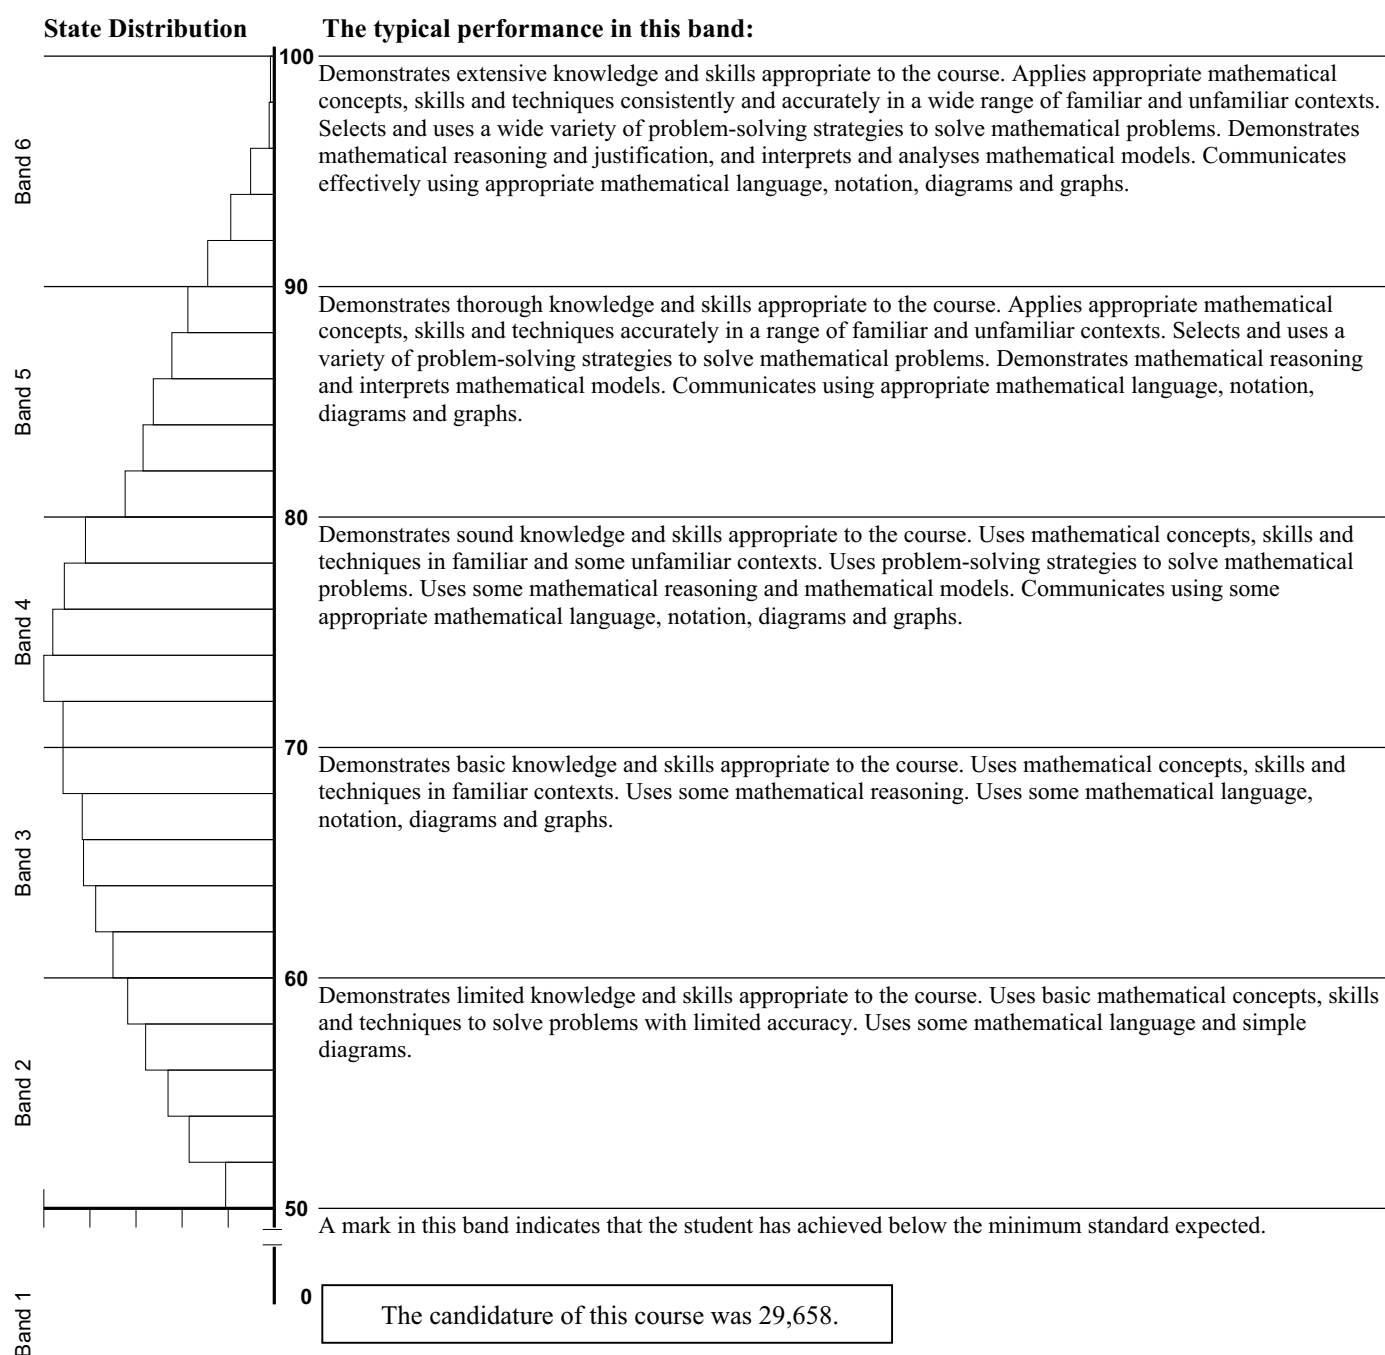 State Distribution
The typical performance in this band:
100
Demonstrates extensive knowledge and skills appropriate to the course. Applies appropriate mathematical
concepts, skills and techniques consistently and accurately in a wide range of familiar and unfamiliar contexts.
Selects and uses a wide variety of problem-solving strategies to solve mathematical problems. Demonstrates
mathematical reasoning and justification, and interprets and analyses mathematical models. Communicates
effectively using appropriate mathematical language, notation, diagrams and graphs.
Band 6
90
Demonstrates thorough knowledge and skills appropriate to the course. Applies appropriate mathematical
concepts, skills and techniques accurately in a range of familiar and unfamiliar contexts. Selects and uses a
variety of problem-solving strategies to solve mathematical problems. Demonstrates mathematical reasoning
and interprets mathematical models. Communicates using appropriate mathematical language, notation,
diagrams and graphs.
Band 5
80
Demonstrates sound knowledge and skills appropriate to the course. Uses mathematical concepts, skills and
techniques in familiar and some unfamiliar contexts. Uses problem-solving strategies to solve mathematical
problems. Uses some mathematical reasoning and mathematical models. Communicates using some
appropriate mathematical language, notation, diagrams and graphs.
Band 4
70
Demonstrates basic knowledge and skills appropriate to the course. Uses mathematical concepts, skills and
techniques in familiar contexts. Uses some mathematical reasoning. Uses some mathematical language,
notation, diagrams and graphs.
Band 3
60
Demonstrates limited knowledge and skills appropriate to the course. Uses basic mathematical concepts, skills
and techniques to solve problems with limited accuracy. Uses some mathematical language and simple
diagrams.
Band 2
50
A mark in this band indicates that the student has achieved below the minimum standard expected.
0
The candidature of this course was 29,658.
Band 1